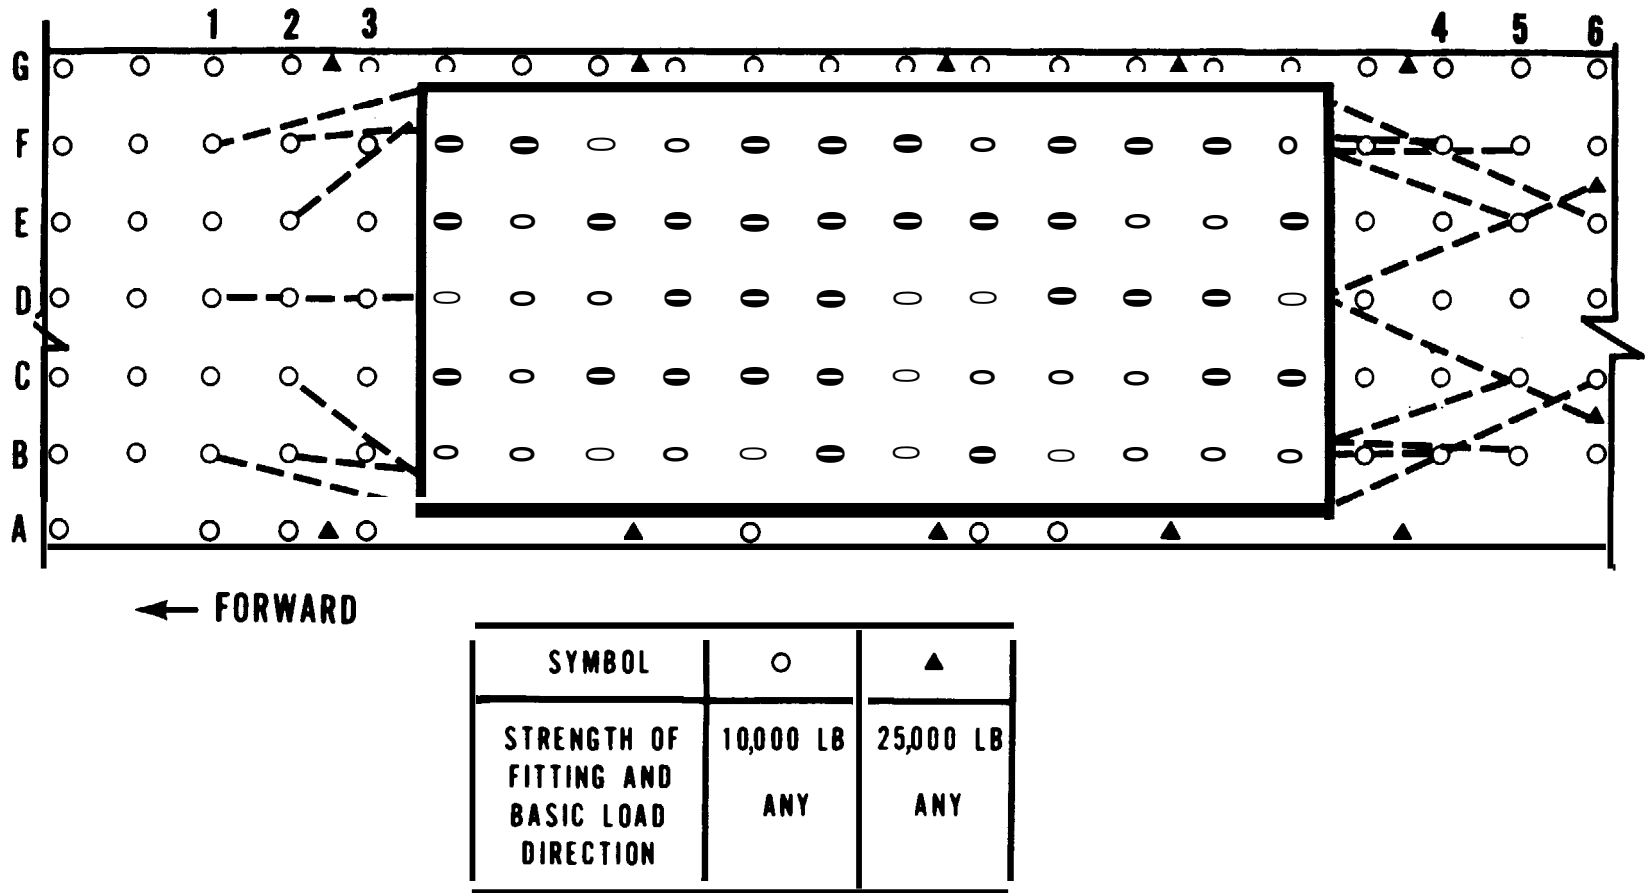 1 2 3 4 5 6
G
F
E
D
C
B
A
FORWARD
SYMBOL
STRENGTH OF 10,000 LB 25,000 LB
FITTING AND
ANY ANY
BASIC LOAD
DIRECTION